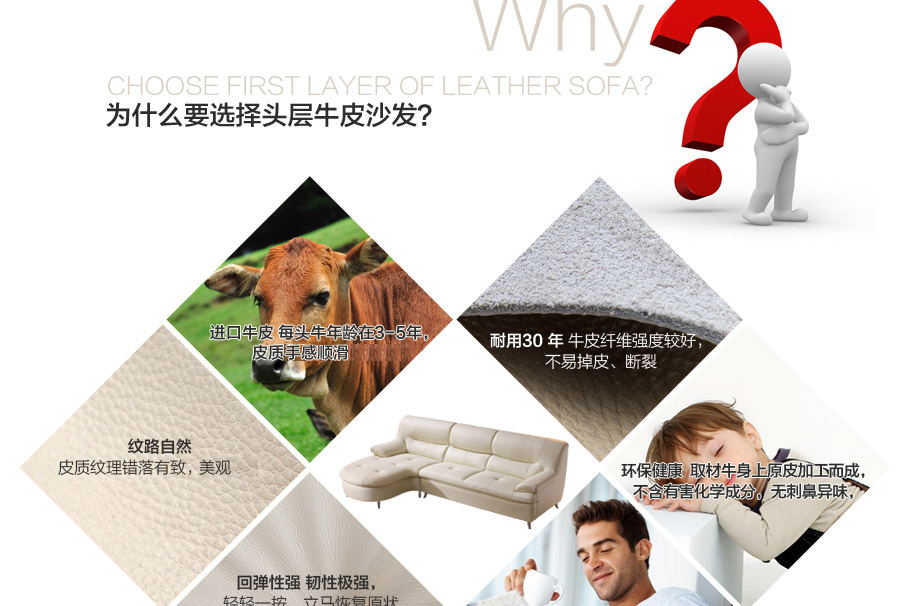 Why
CHOOSE FIRST LAYER OF LEATHER SOFA?
为什么要选择头层牛皮沙发?
进口牛皮 每头牛年龄在3-5年,
皮质手感顺滑
耐用30 年 牛皮纤维强度较好,
不易掉皮、断裂
纹路自然
皮质纹理错落有致, 美观
环保健康 取材牛身上原皮加工而成,
不含有害化学成分, 无刺鼻异味,
回弹性强 韧性极强,
轻轻一按 立马恢复原状